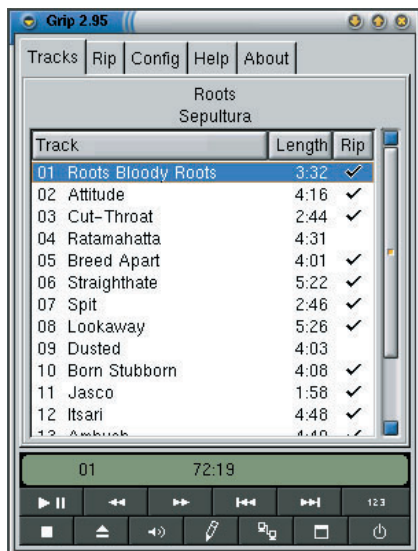 Grip 2.95
Tracks Rip Config Help About
Roots
Sepultura
Track Length Rip
01 Roots Bloody Roots 3:32
02 Attitude 4:16
03 Cut-Throat 2:44
04 Ratamahatta 4:31
05 Breed Apart 4:01
06 Straighthate 5:22
07 Spit 2:46
08 Lookaway 5:26
09 Dusted 4:03
10 Born Stubborn 4:08
11 Jasco 1:58
12 Itsari 4:48
13 Ambush
01 72:19
123